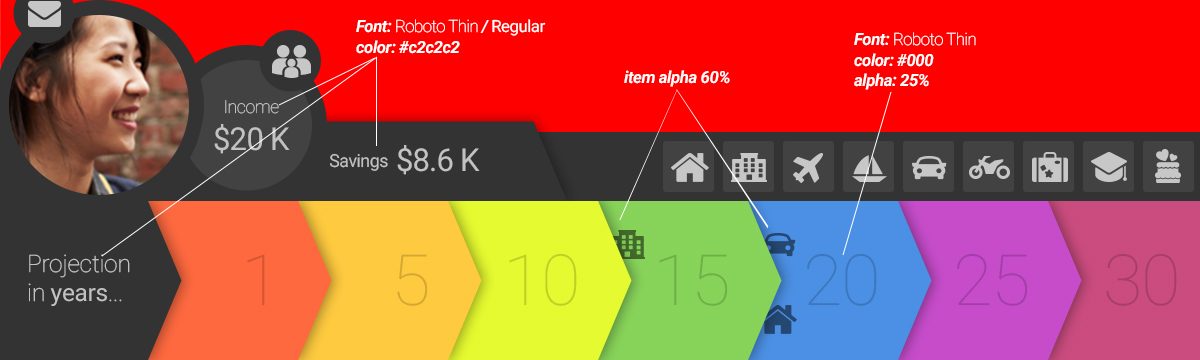 Font: Roboto Thin / Regular
color: #c2c2c2
Font: Roboto Thin
color: #000
alpha: 25%
item alpha 60%
Income
$20 K
Savings $8.6 K
Projection
in years...
1
5
10
15
20
25
30